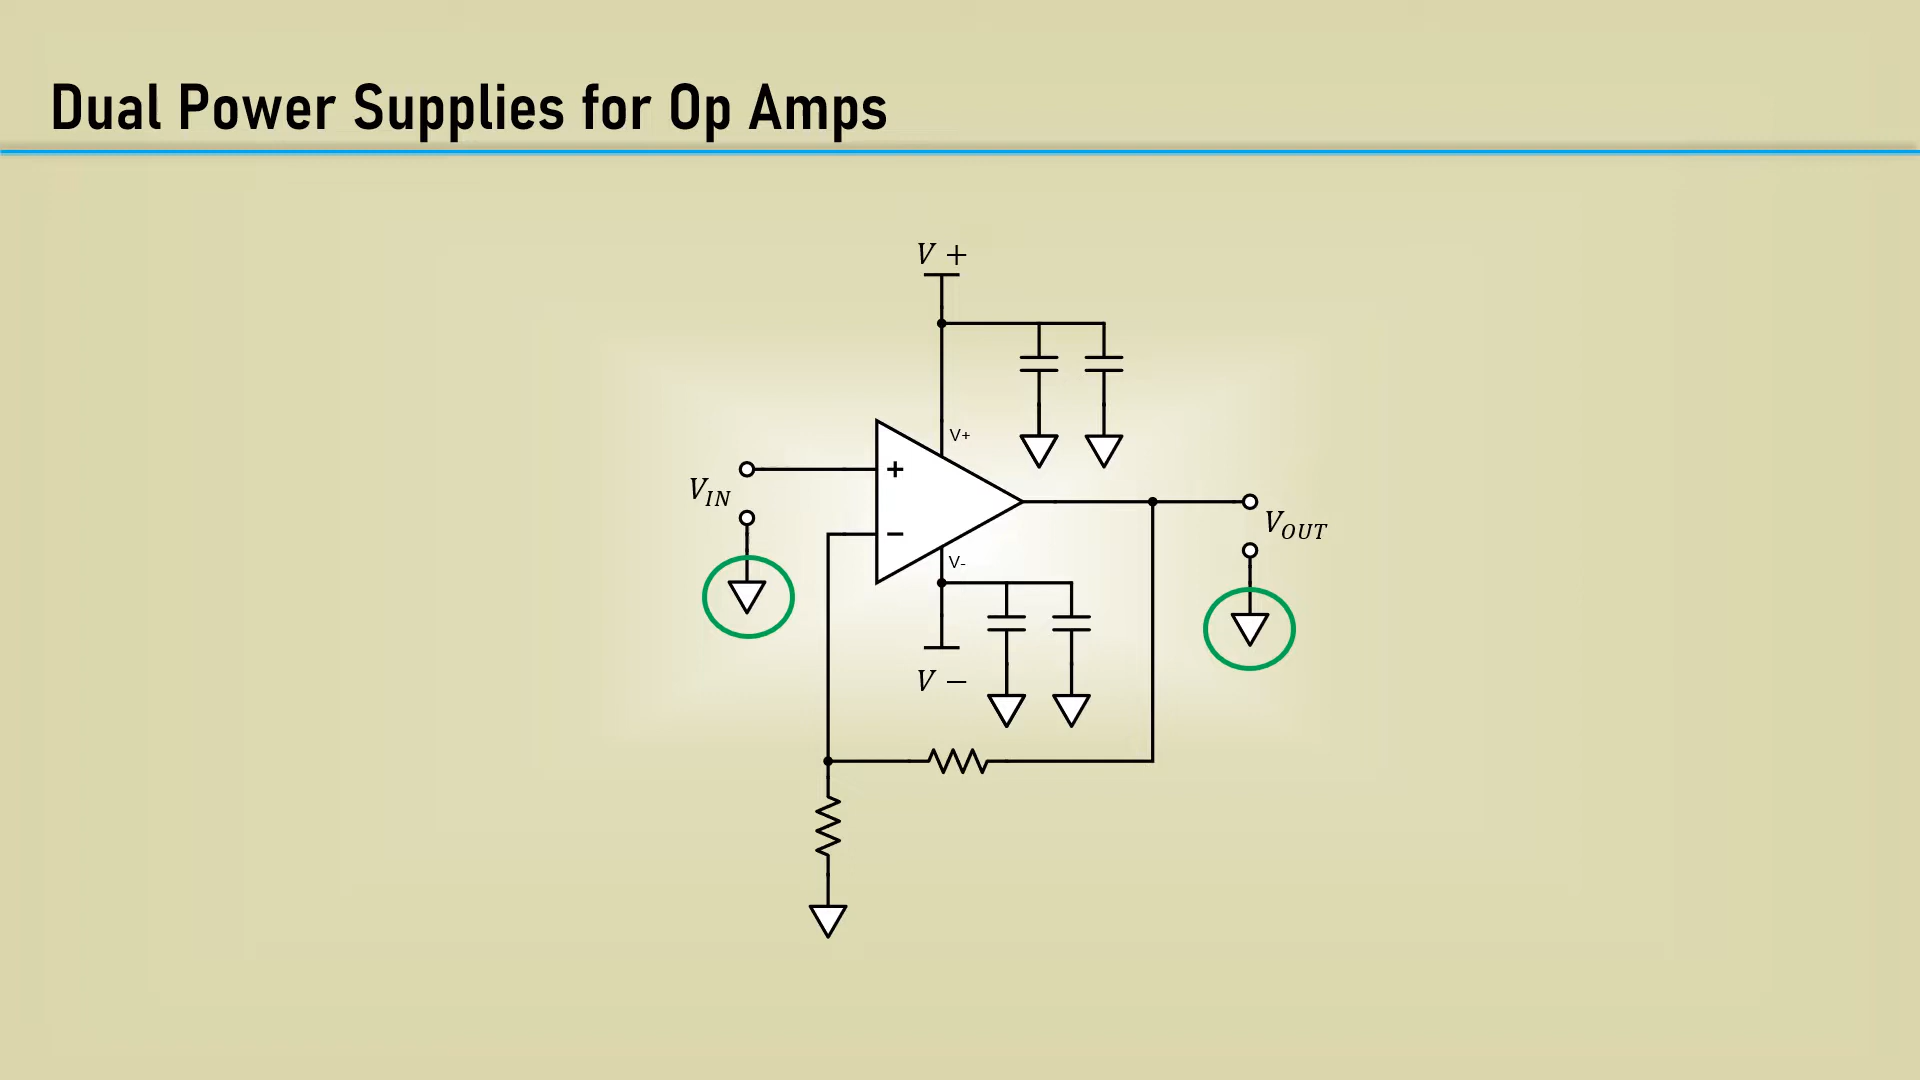 Dual Power Supplies for Op Amps
V +
V+
+
V_IN
V_OUT
−
V-
V −